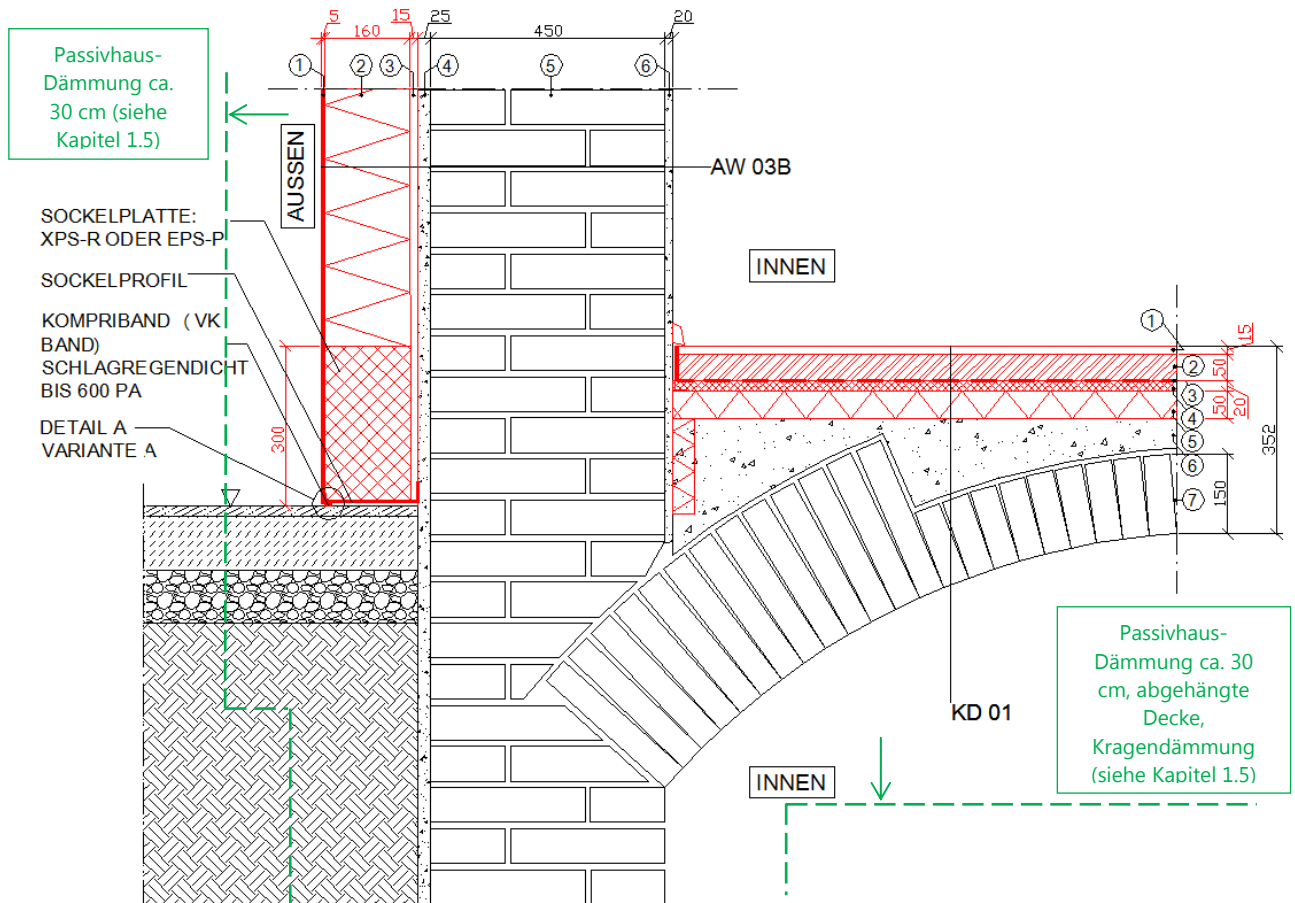 5
160
15
25
450
20
1
2
3
4
5
6
Passivhaus-
Dämmung ca.
30 cm (siehe
Kapitel 1.5)
AUSSEN
AW 03B
SOCKELPLATTE:
XPS-R ODER EPS-P
SOCKELPROFIL
KOMPRIBAND (VK
BAND)
SCHLAGREGENDICHT
BIS 600 PA
DETAIL A
VARIANTE A
300
INNEN
1
2
3
4
5
6
7
15
50
20
50
352
150
KD 01
INNEN
Passivhaus-
Dämmung ca. 30
cm, abgehängte
Decke,
Kragendämmung
(siehe Kapitel 1.5)